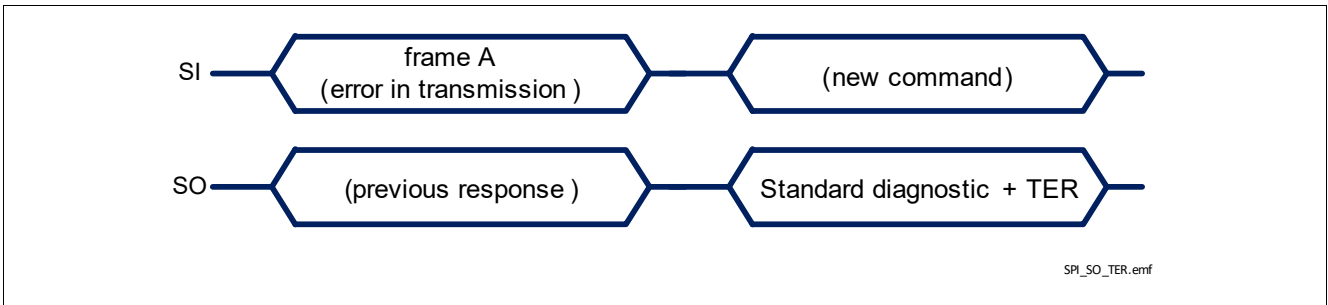 SI
frame A
(error in transmission )
(new command)
SO
(previous response )
Standard diagnostic + TER
SPI_SO_TER.emf